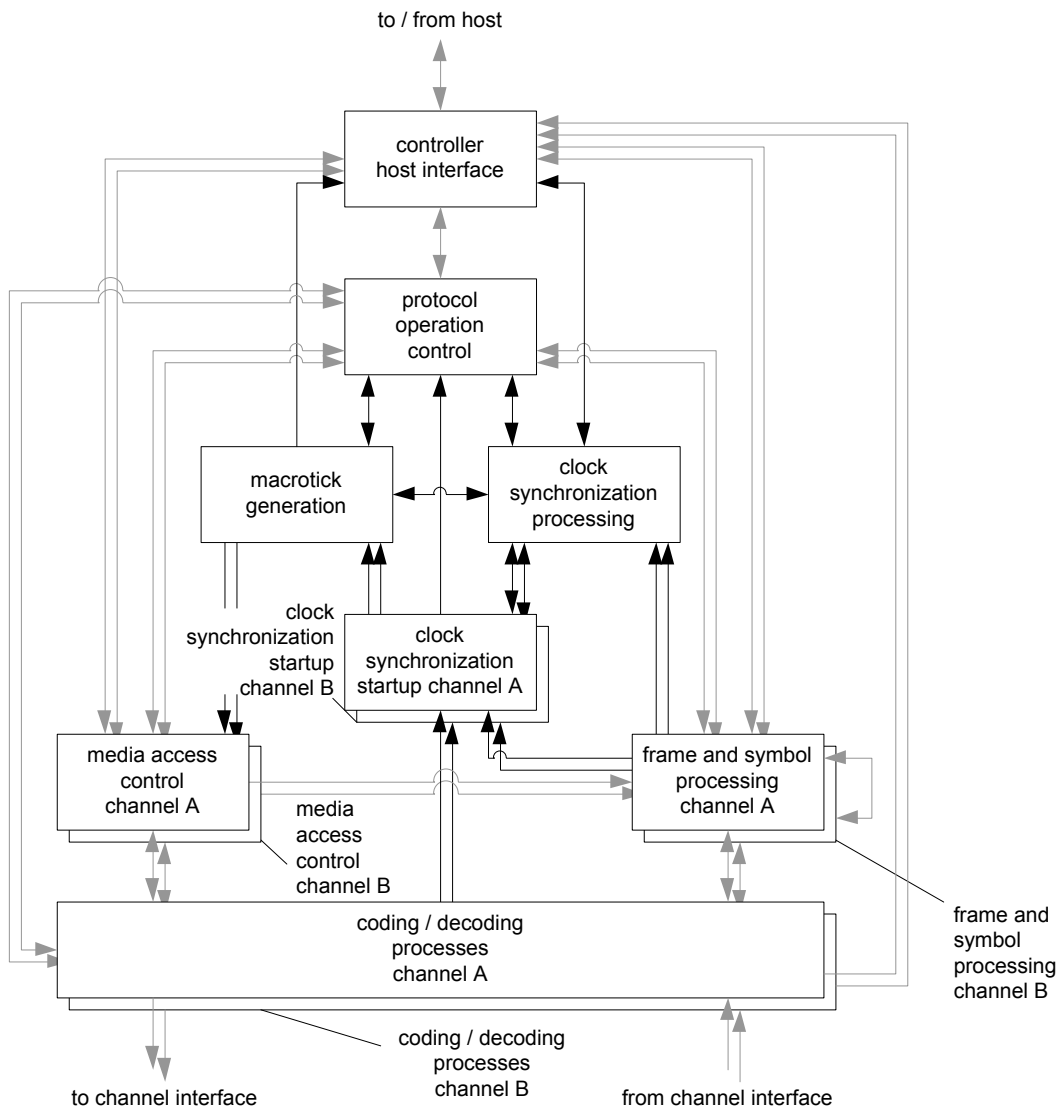 to / from host
controller
host interface
protocol
operation
control
macrotick
generation
clock
synchronization
processing
clock
synchronization
startup
channel B
clock
synchronization
startup channel A
media access
control
channel A
frame and symbol
processing
channel A
media
access
control
channel B
coding / decoding
processes
channel A
frame and
symbol
processing
channel B
coding / decoding
processes
channel B
to channel interface
from channel interface